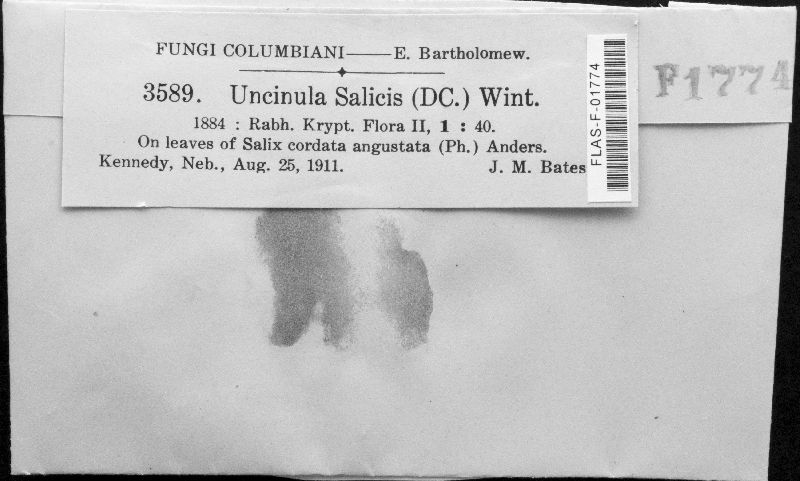 FUNGI COLUMBIANI——E. Bartholomew.
3589. Uncinula Salicis (DC.) Wint.
1884 : Rabh. Krypt. Flora II, 1 : 40.
On leaves of Salix cordata angustata (Ph.) Anders.
Kennedy, Neb., Aug. 25, 1911. J. M. Bates
FLAS-F-01774
F1774